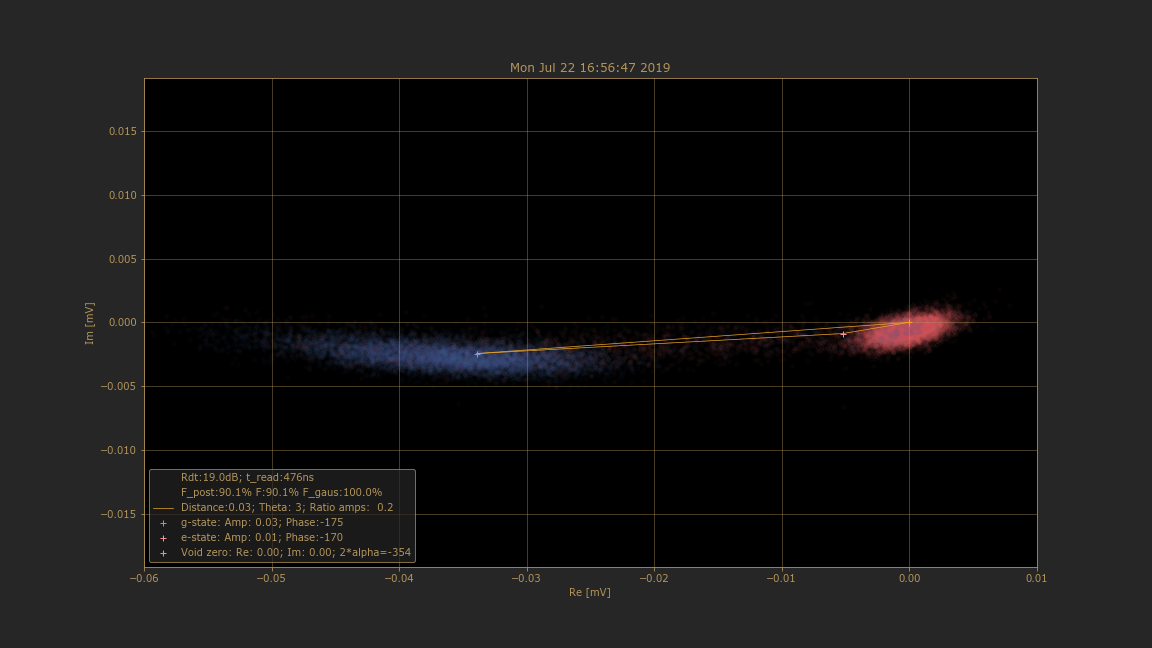 Mon Jul 22 16:56:47 2019
0.015
0.010
0.005
0.000
−0.005
−0.010
−0.015
Im [mV]
Rdt:19.0dB; t_read:476ns
F_post:90.1% F:90.1% F_gaus:100.0%
Distance:0.03; Theta: 3; Ratio amps: 0.2
g-state: Amp: 0.03; Phase:-175
e-state: Amp: 0.01; Phase:-170
Void zero: Re: 0.00; Im: 0.00; 2*alpha=-354
−0.06 −0.05 −0.04 −0.03 −0.02 −0.01 0.00 0.01
Re [mV]